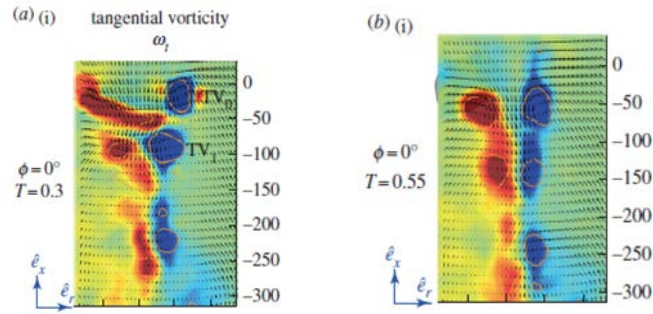 (a) (i) tangential vorticity
ω_t
0
TV_0
−50
TV_1
−100
−150
−200
−250
−300
ϕ=0°
T=0.3
ê_x
ê_r
(b) (i)
0
−50
−100
−150
−200
−250
−300
ϕ=0°
T=0.55
ê_x
ê_r